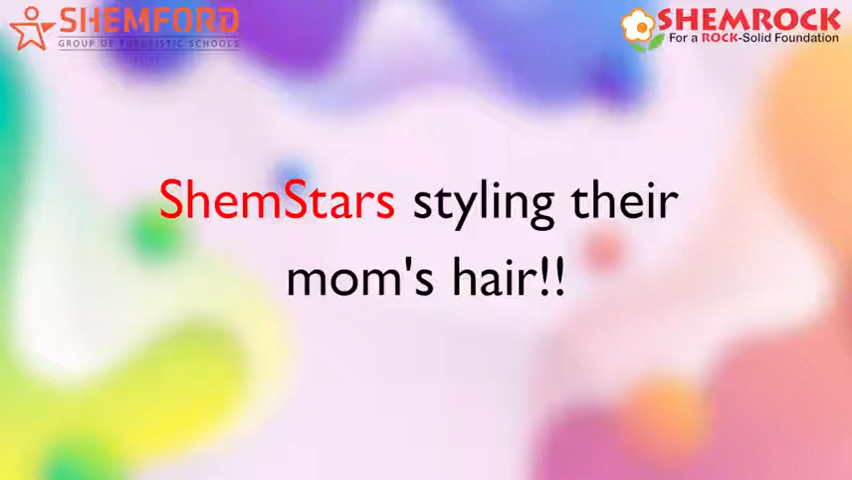 SHEMFORD
GROUP OF FUTURISTIC SCHOOLS
SHEMROCK
For a ROCK-Solid Foundation
ShemStars styling their
mom's hair!!